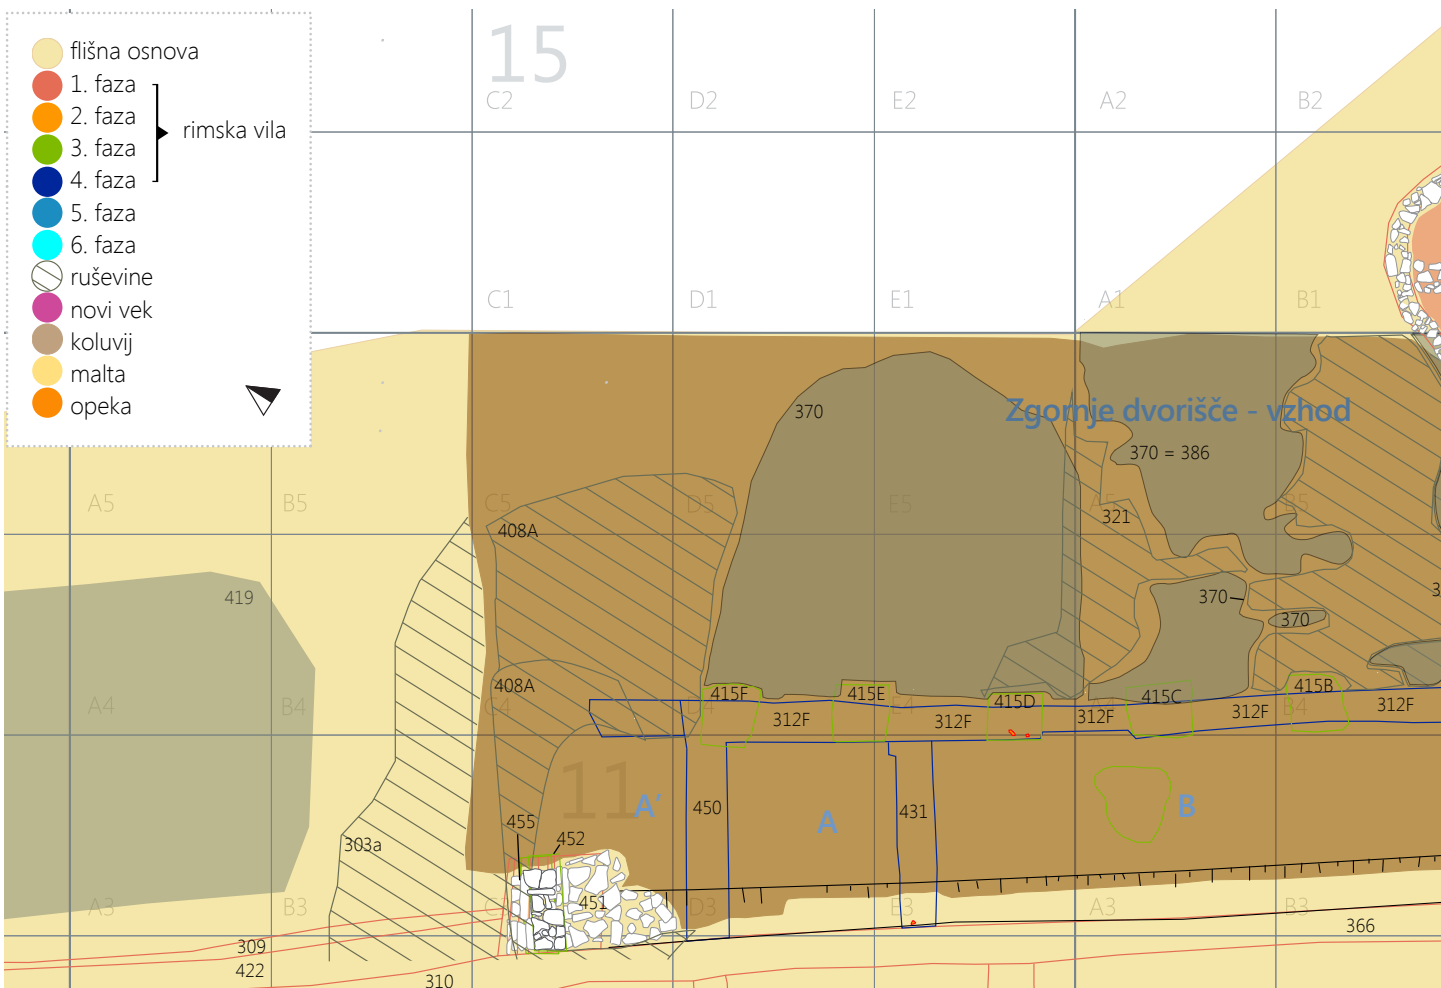 flišna osnova
1. faza
2. faza
3. faza
4. faza
rimska vila
5. faza
6. faza
ruševine
novi vek
koluvij
malta
opeka
15
C2 D2 E2 A2 B2
C1 D1 E1 A1 B1
Zgornje dvorišče - vzhod
370
370 = 386
A5 B5 C5 D5 E5 A5 B5
408A
321
419
370
370
408A
415F 415E 415D 415C 415B
A4 B4 C4 D4 E4 A4 B4
312F 312F 312F 312F 312F
11
A' 450 A 431 B
455
452
303a
451
A3 B3 D3 E3 A3 B3
366
309
422
310